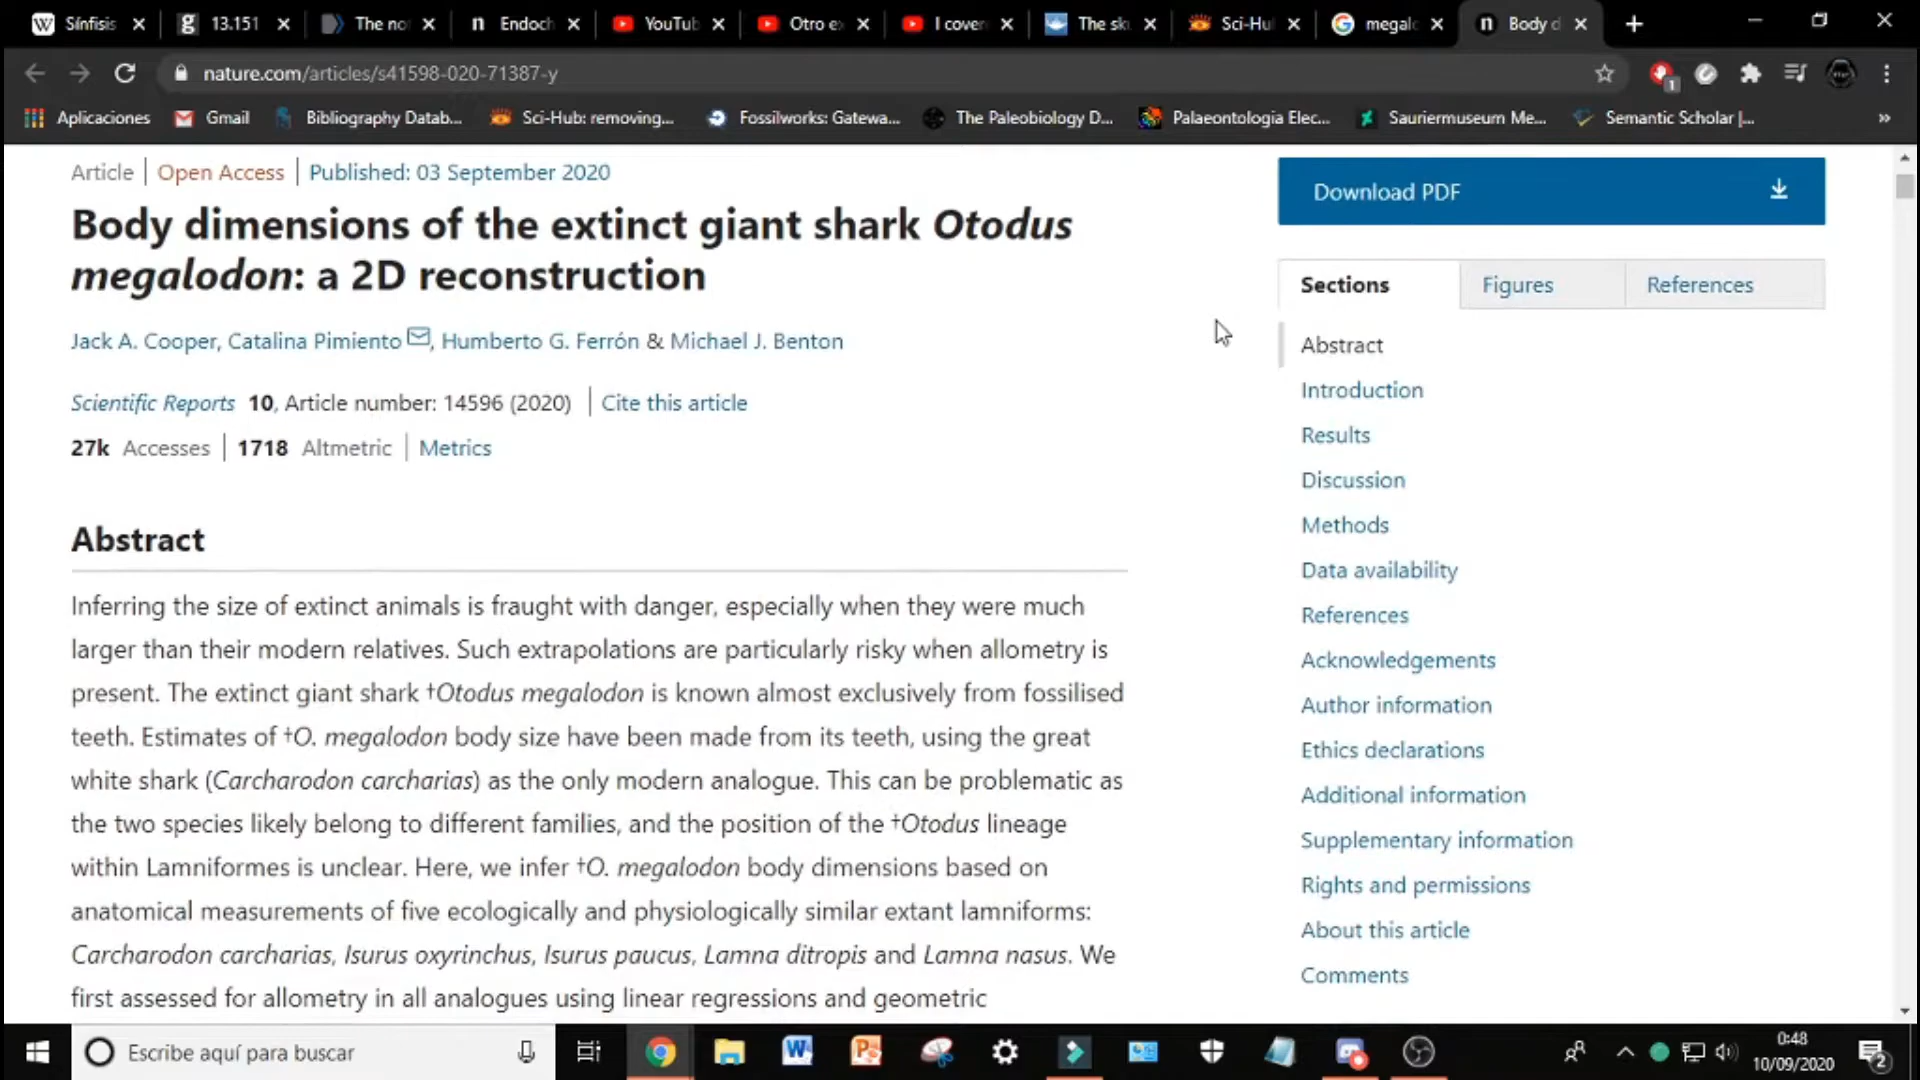 Sínfisis
13.151
The no
Endoch
YouTub
Otro e
I cover
The sk
Sci-Hu
megalo
Body d
nature.com/articles/s41598-020-71387-y
1
Aplicaciones
Gmail
Bibliography Datab...
Sci-Hub: removing...
Fossilworks: Gatewa...
The Paleobiology D...
Palaeontologia Elec...
Sauriermuseum Me...
Semantic Scholar |...
»
Article | Open Access | Published: 03 September 2020
Body dimensions of the extinct giant shark Otodus
megalodon: a 2D reconstruction
Jack A. Cooper, Catalina Pimiento, Humberto G. Ferrón & Michael J. Benton
Scientific Reports 10, Article number: 14596 (2020) | Cite this article
27k Accesses | 1718 Altmetric | Metrics
Abstract
Inferring the size of extinct animals is fraught with danger, especially when they were much
larger than their modern relatives. Such extrapolations are particularly risky when allometry is
present. The extinct giant shark †Otodus megalodon is known almost exclusively from fossilised
teeth. Estimates of †O. megalodon body size have been made from its teeth, using the great
white shark (Carcharodon carcharias) as the only modern analogue. This can be problematic as
the two species likely belong to different families, and the position of the †Otodus lineage
within Lamniformes is unclear. Here, we infer †O. megalodon body dimensions based on
anatomical measurements of five ecologically and physiologically similar extant lamniforms:
Carcharodon carcharias, Isurus oxyrinchus, Isurus paucus, Lamna ditropis and Lamna nasus. We
first assessed for allometry in all analogues using linear regressions and geometric
Download PDF
Sections
Figures
References
Abstract
Introduction
Results
Discussion
Methods
Data availability
References
Acknowledgements
Author information
Ethics declarations
Additional information
Supplementary information
Rights and permissions
About this article
Comments
Escribe aquí para buscar
0:48
10/09/2020
2